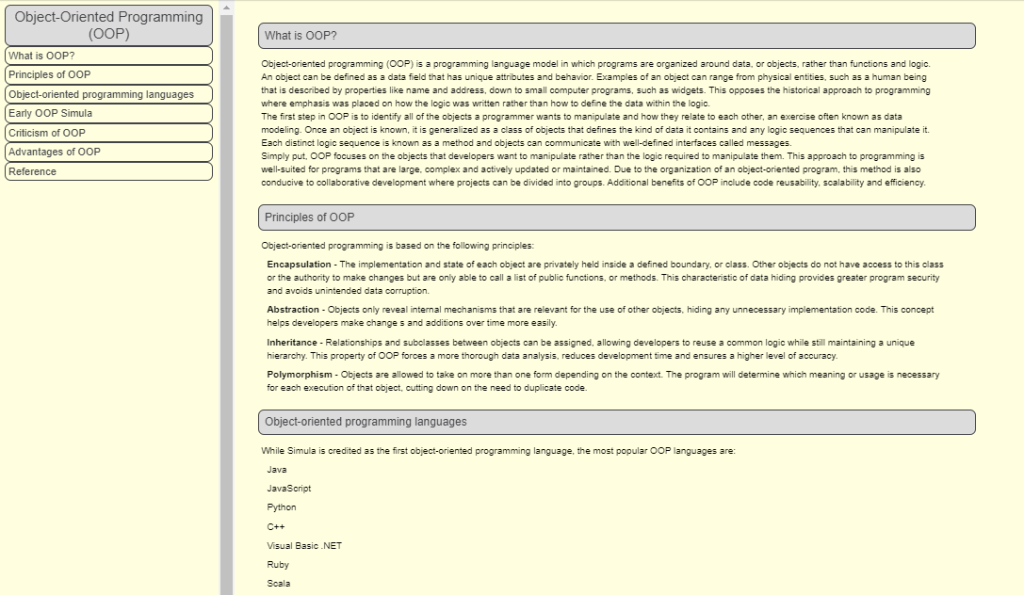 Object-Oriented Programming
(OOP)
What is OOP?
Principles of OOP
Object-oriented programming languages
Early OOP Simula
Criticism of OOP
Advantages of OOP
Reference
What is OOP?
Object-oriented programming (OOP) is a programming language model in which programs are organized around data, or objects, rather than functions and logic.
An object can be defined as a data field that has unique attributes and behavior. Examples of an object can range from physical entities, such as a human being
that is described by properties like name and address, down to small computer programs, such as widgets. This opposes the historical approach to programming
where emphasis was placed on how the logic was written rather than how to define the data within the logic.
The first step in OOP is to identify all of the objects a programmer wants to manipulate and how they relate to each other, an exercise often known as data
modeling. Once an object is known, it is generalized as a class of objects that defines the kind of data it contains and any logic sequences that can manipulate it.
Each distinct logic sequence is known as a method and objects can communicate with well-defined interfaces called messages.
Simply put, OOP focuses on the objects that developers want to manipulate rather than the logic required to manipulate them. This approach to programming is
well-suited for programs that are large, complex and actively updated or maintained. Due to the organization of an object-oriented program, this method is also
conducive to collaborative development where projects can be divided into groups. Additional benefits of OOP include code reusability, scalability and efficiency.
Principles of OOP
Object-oriented programming is based on the following principles:
Encapsulation - The implementation and state of each object are privately held inside a defined boundary, or class. Other objects do not have access to this class
or the authority to make changes but are only able to call a list of public functions, or methods. This characteristic of data hiding provides greater program security
and avoids unintended data corruption.
Abstraction - Objects only reveal internal mechanisms that are relevant for the use of other objects, hiding any unnecessary implementation code. This concept
helps developers make change s and additions over time more easily.
Inheritance - Relationships and subclasses between objects can be assigned, allowing developers to reuse a common logic while still maintaining a unique
hierarchy. This property of OOP forces a more thorough data analysis, reduces development time and ensures a higher level of accuracy.
Polymorphism - Objects are allowed to take on more than one form depending on the context. The program will determine which meaning or usage is necessary
for each execution of that object, cutting down on the need to duplicate code.
Object-oriented programming languages
While Simula is credited as the first object-oriented programming language, the most popular OOP languages are:
Java
JavaScript
Python
C++
Visual Basic .NET
Ruby
Scala